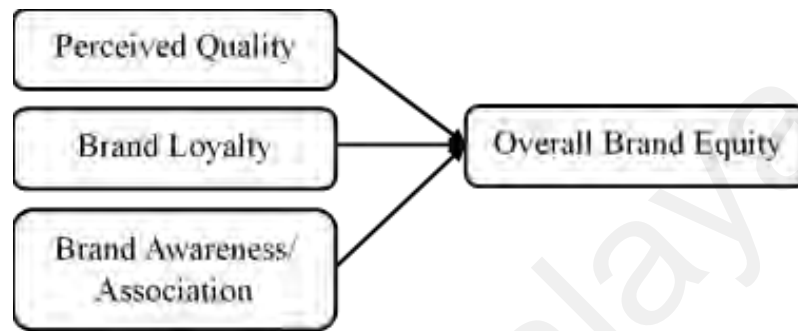 Perceived Quality
Brand Loyalty
Overall Brand Equity
Brand Awareness/
Association